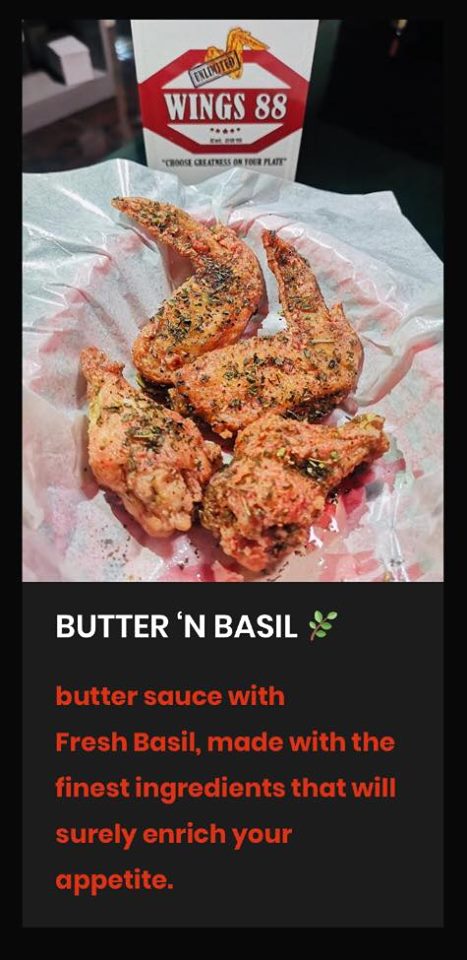 UNLIMITED
WINGS 88
"CHOOSE GREATNESS ON YOUR PLATE"
BUTTER ‘N BASIL 🌿
butter sauce with
Fresh Basil, made with the
finest ingredients that will
surely enrich your
appetite.